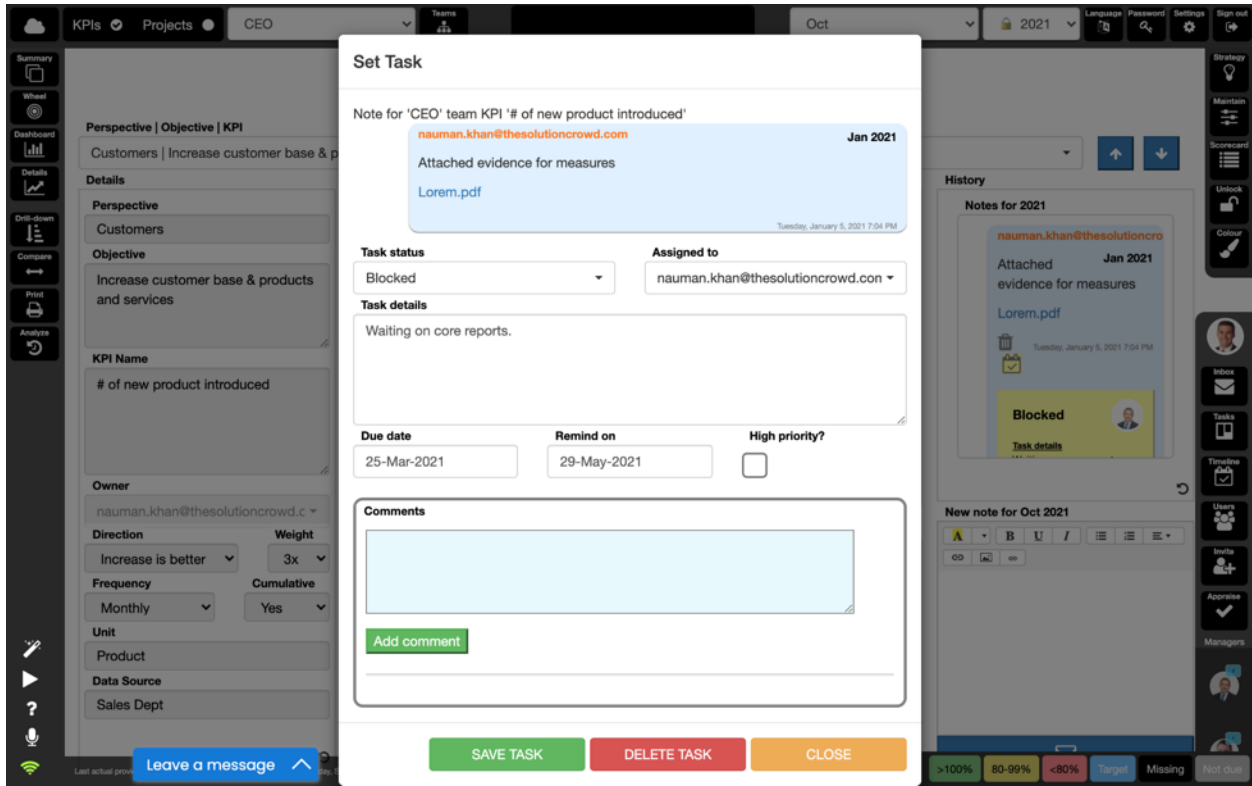 KPIs
Projects
CEO
Teams
Oct
2021
Language
Password
Settings
Sign out
Summary
Wheel
Dashboard
Details
Drill-down
Compare
Print
Analyze
Perspective | Objective | KPI
Customers | Increase customer base & p
Details
Perspective
Customers
Objective
Increase customer base & products
and services
KPI Name
# of new product introduced
Owner
nauman.khan@thesolutioncrowd.c
Direction
Weight
Increase is better
3x
Frequency
Cumulative
Monthly
Yes
Unit
Product
Data Source
Sales Dept
?
Last actual provi
Leave a message
Set Task
Note for 'CEO' team KPI '# of new product introduced'
nauman.khan@thesolutioncrowd.com
Jan 2021
Attached evidence for measures
Lorem.pdf
Tuesday, January 5, 2021 7:04 PM
Task status
Assigned to
Blocked
nauman.khan@thesolutioncrowd.con
Task details
Waiting on core reports.
Due date
Remind on
High priority?
25-Mar-2021
29-May-2021
Comments
Add comment
SAVE TASK
DELETE TASK
CLOSE
History
Notes for 2021
nauman.khan@thesolutioncro
Jan 2021
Attached
evidence for measures
Lorem.pdf
Tuesday, January 5, 2021 7:04 PM
Blocked
Task details
New note for Oct 2021
A
B
U
I
>100%
80-99%
<80%
Target
Missing
Not due
Strategy
Maintain
Scorecard
Unlock
Colour
Inbox
Tasks
Timeline
Users
Invite
Appraise
Managers